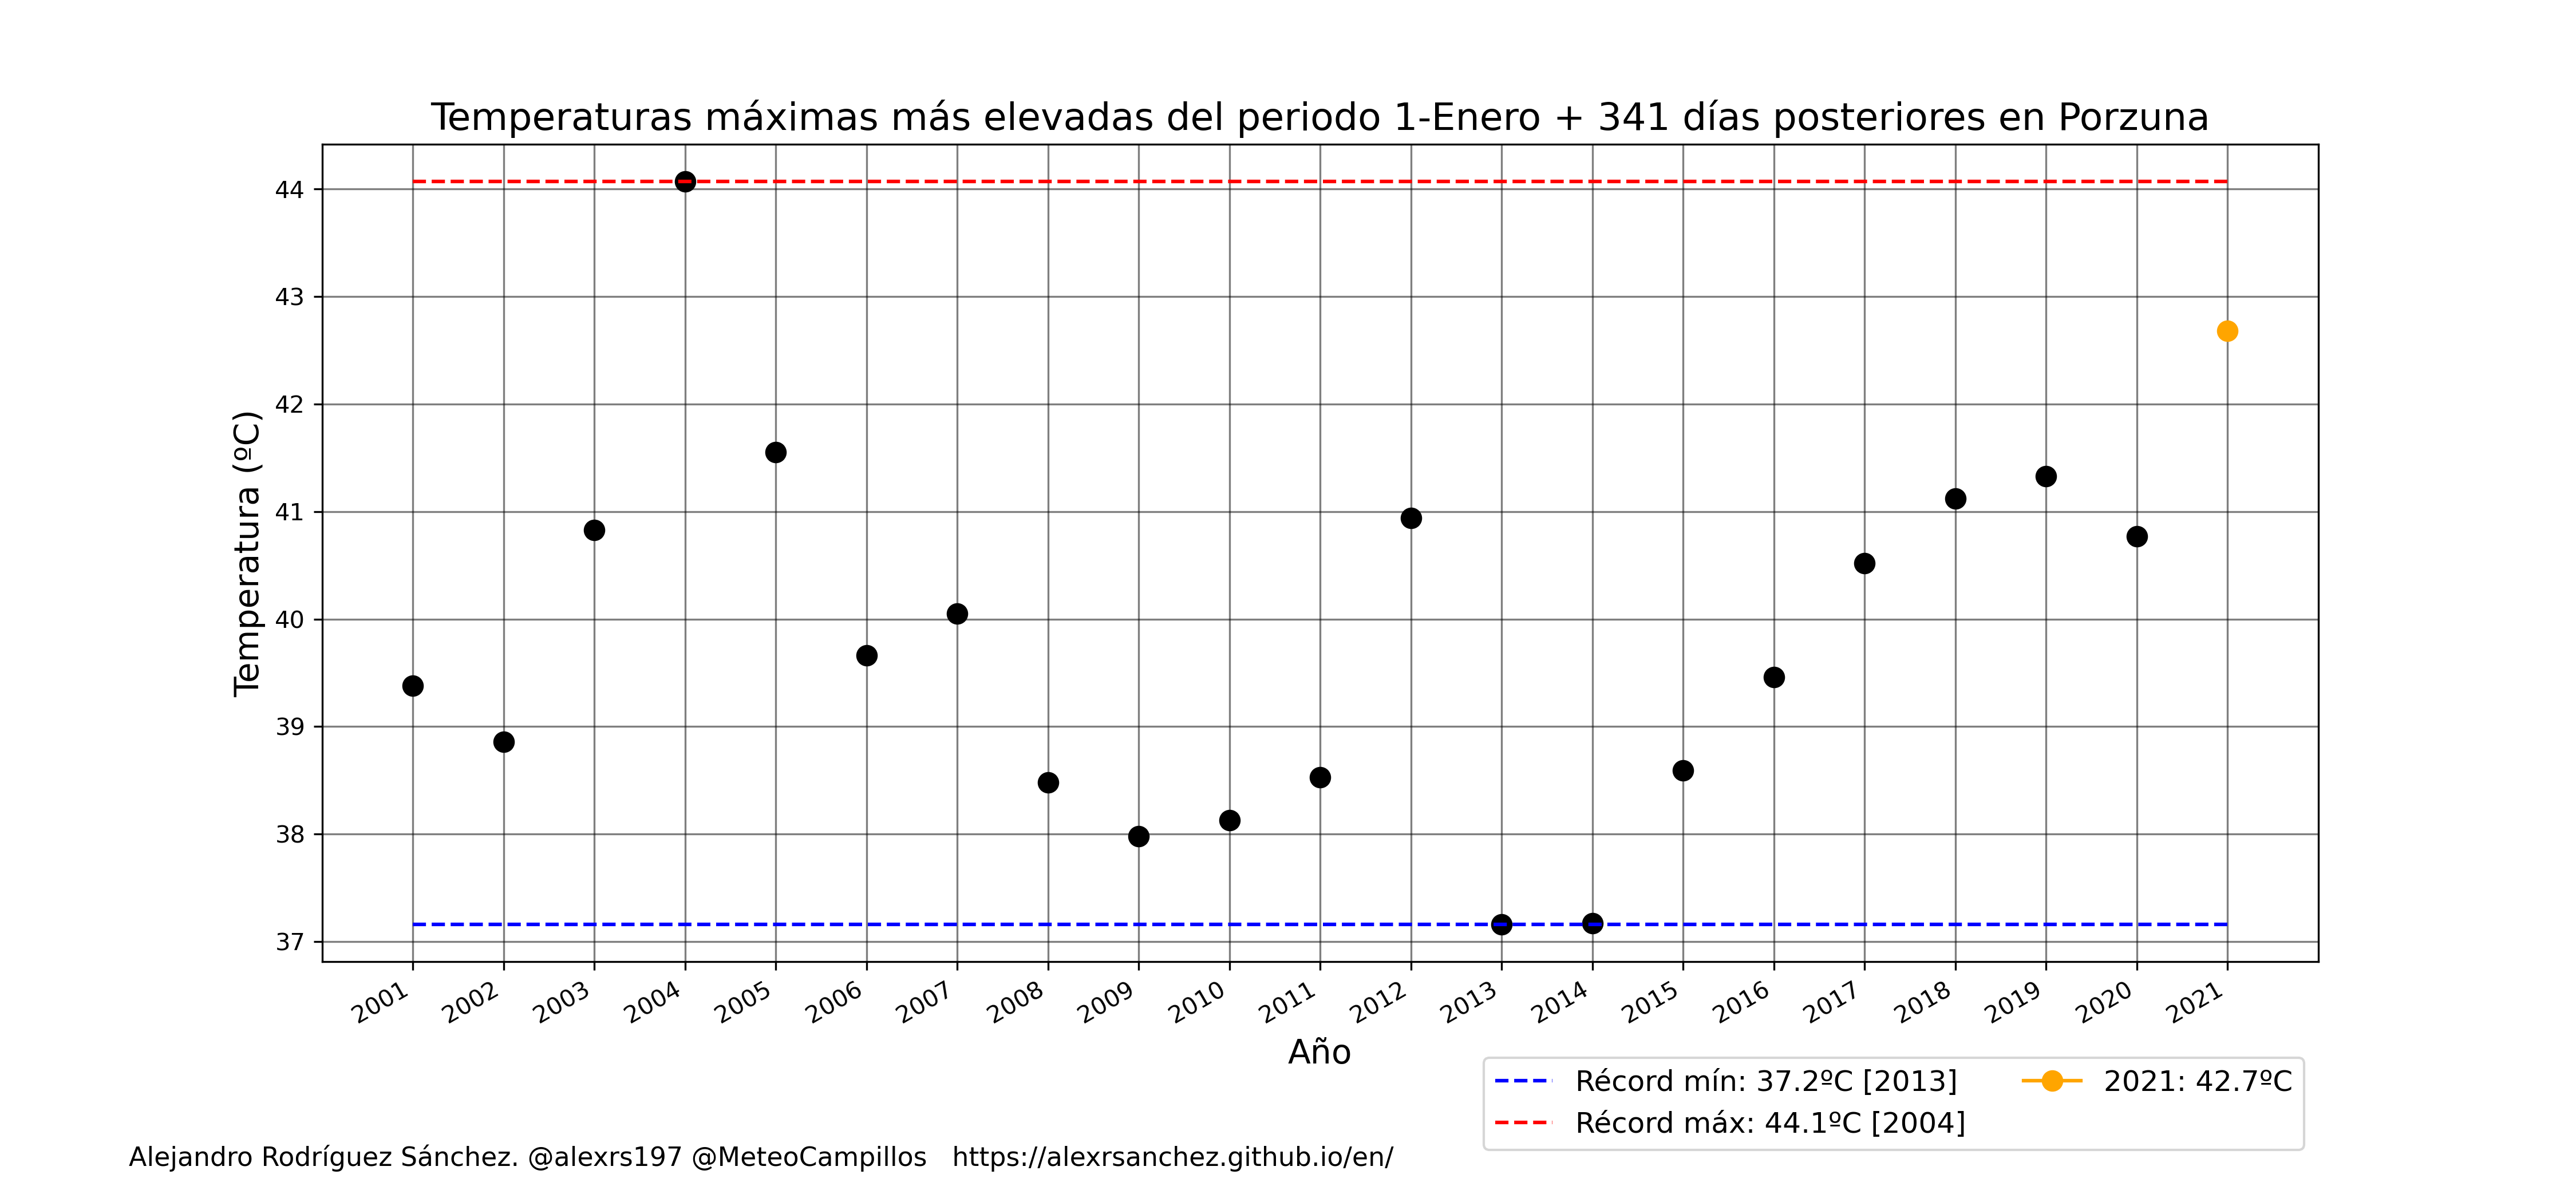 Temperaturas máximas más elevadas del periodo 1-Enero + 341 días posteriores en Porzuna
Temperatura (ºC)
44
43
42
41
40
39
38
37
2001 2002 2003 2004 2005 2006 2007 2008 2009 2010 2011 2012 2013 2014 2015 2016 2017 2018 2019 2020 2021
Año
Récord mín: 37.2ºC [2013]
Récord máx: 44.1ºC [2004]
2021: 42.7ºC
Alejandro Rodríguez Sánchez. @alexrs197 @MeteoCampillos https://alexrsanchez.github.io/en/